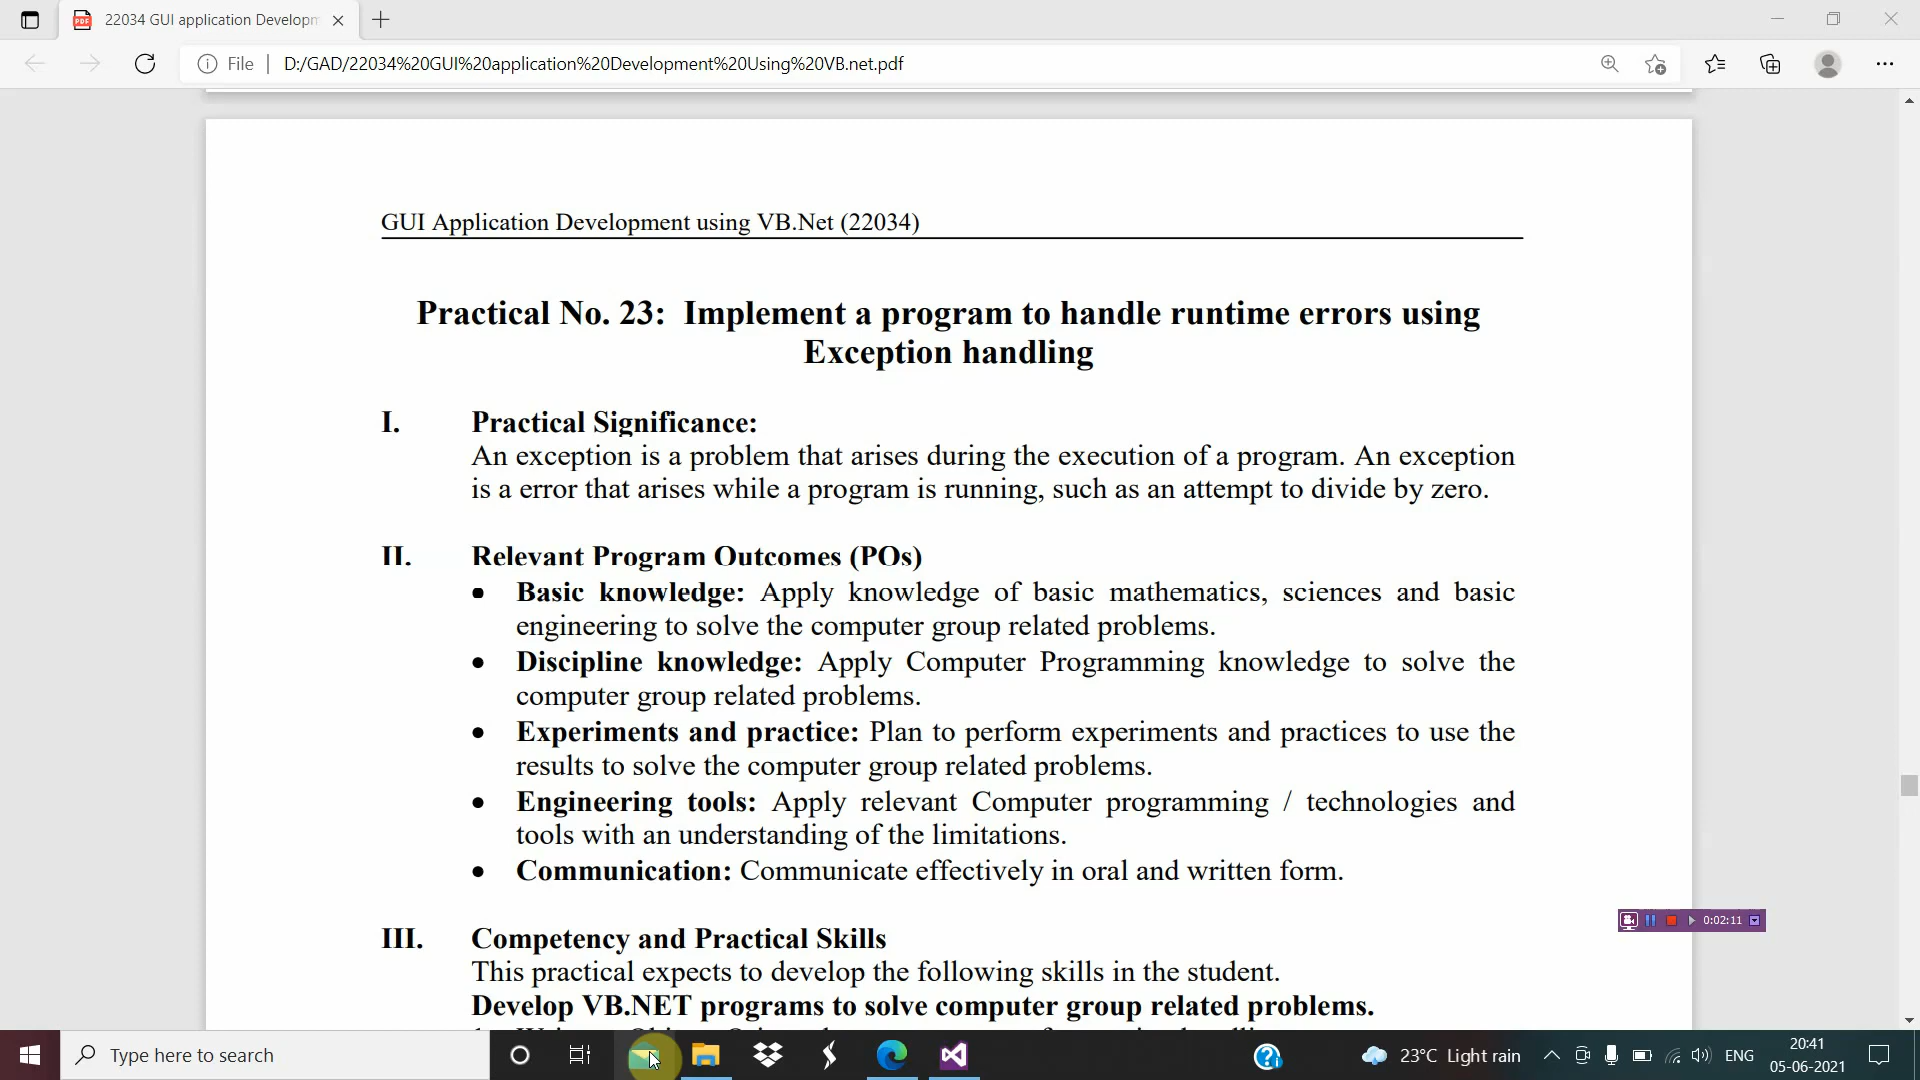 22034 GUI application Developm
File
D:/GAD/22034%20GUI%20application%20Development%20Using%20VB.net.pdf
GUI Application Development using VB.Net (22034)
Practical No. 23: Implement a program to handle runtime errors using
Exception handling
I. Practical Significance:
An exception is a problem that arises during the execution of a program. An exception
is a error that arises while a program is running, such as an attempt to divide by zero.
II. Relevant Program Outcomes (POs)
• Basic knowledge: Apply knowledge of basic mathematics, sciences and basic
engineering to solve the computer group related problems.
• Discipline knowledge: Apply Computer Programming knowledge to solve the
computer group related problems.
• Experiments and practice: Plan to perform experiments and practices to use the
results to solve the computer group related problems.
• Engineering tools: Apply relevant Computer programming / technologies and
tools with an understanding of the limitations.
• Communication: Communicate effectively in oral and written form.
0:02:11
III. Competency and Practical Skills
This practical expects to develop the following skills in the student.
Develop VB.NET programs to solve computer group related problems.
Type here to search
23°C Light rain
ENG
20:41
05-06-2021